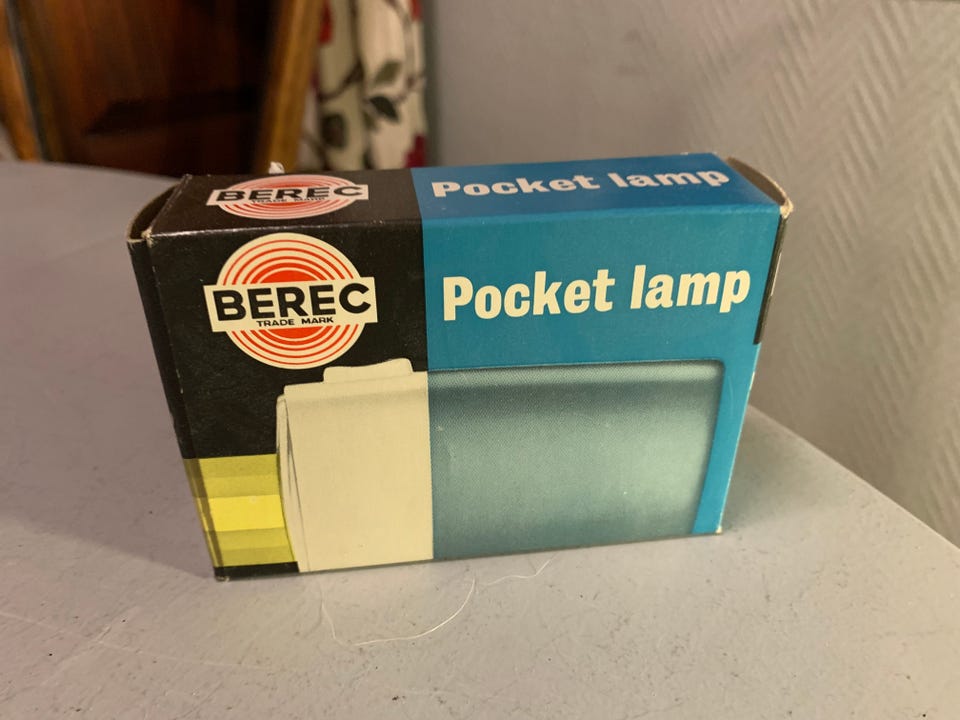 BEREC
TRADE MARK
Pocket lamp
BEREC
TRADE MARK
Pocket lamp